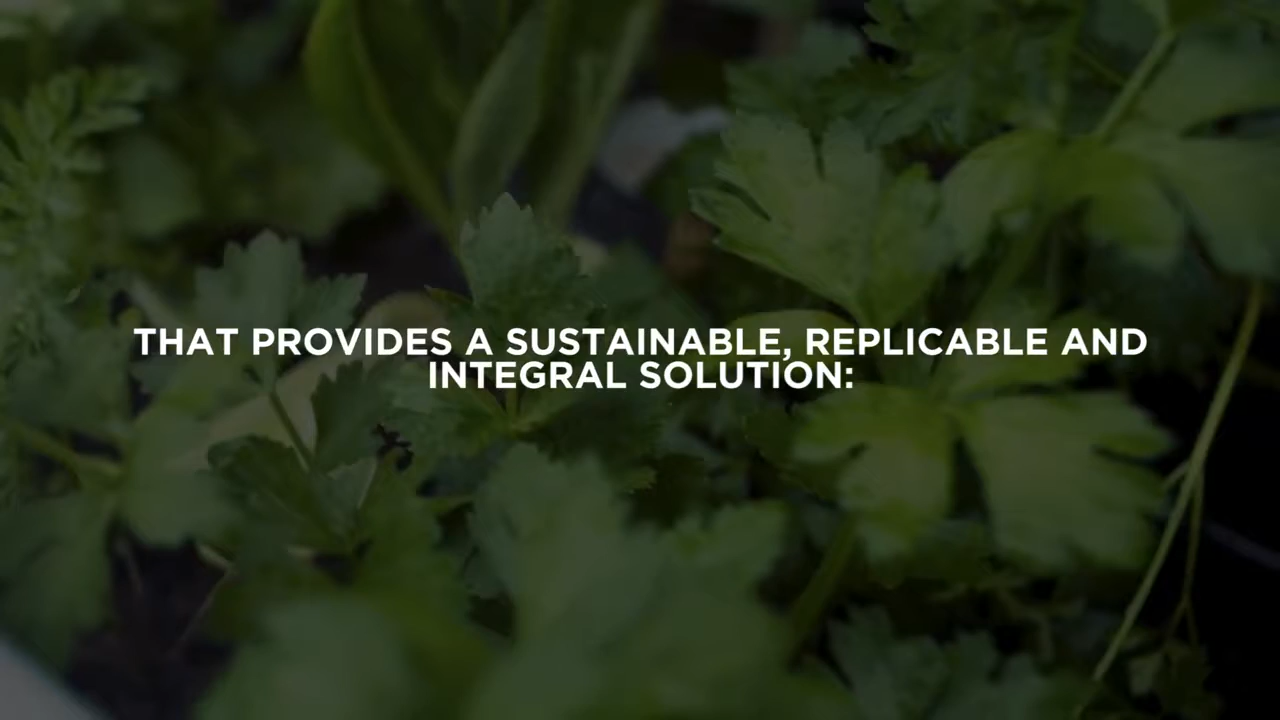 THAT PROVIDES A SUSTAINABLE, REPLICABLE AND
INTEGRAL SOLUTION: